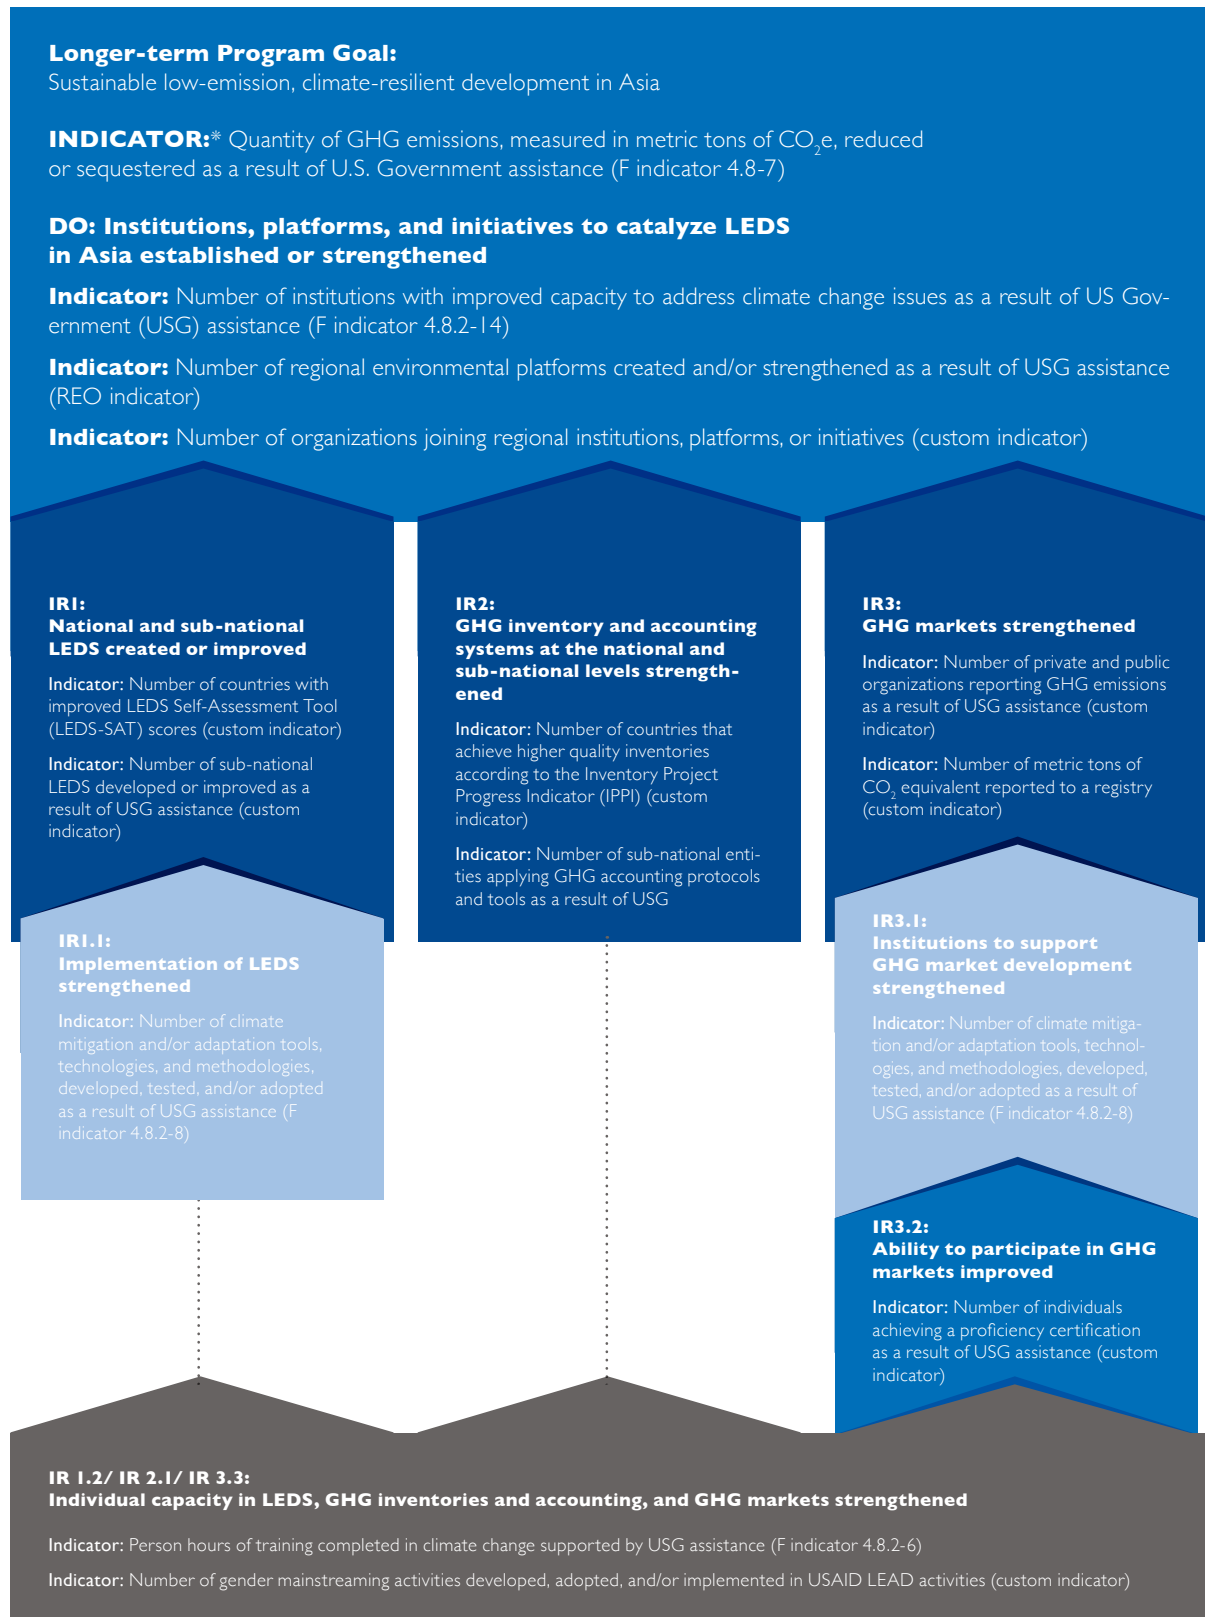 Longer-term Program Goal:
Sustainable low-emission, climate-resilient development in Asia
INDICATOR:* Quantity of GHG emissions, measured in metric tons of CO2e, reduced
or sequestered as a result of U.S. Government assistance (F indicator 4.8-7)
DO: Institutions, platforms, and initiatives to catalyze LEDS
in Asia established or strengthened
Indicator: Number of institutions with improved capacity to address climate change issues as a result of US Gov-
ernment (USG) assistance (F indicator 4.8.2-14)
Indicator: Number of regional environmental platforms created and/or strengthened as a result of USG assistance
(REO indicator)
Indicator: Number of organizations joining regional institutions, platforms, or initiatives (custom indicator)
IR1:
National and sub-national
LEDS created or improved
Indicator: Number of countries with
improved LEDS Self-Assessment Tool
(LEDS-SAT) scores (custom indicator)
Indicator: Number of sub-national
LEDS developed or improved as a
result of USG assistance (custom
indicator)
IR1.1:
Implementation of LEDS
strengthened
Indicator: Number of climate
mitigation and/or adaptation tools,
technologies, and methodologies,
developed, tested, and/or adopted
as a result of USG assistance (F
indicator 4.8.2-8)
IR2:
GHG inventory and accounting
systems at the national and
sub-national levels strength-
ened
Indicator: Number of countries that
achieve higher quality inventories
according to the Inventory Project
Progress Indicator (IPPI) (custom
indicator)
Indicator: Number of sub-national enti-
ties applying GHG accounting protocols
and tools as a result of USG
IR3:
GHG markets strengthened
Indicator: Number of private and public
organizations reporting GHG emissions
as a result of USG assistance (custom
indicator)
Indicator: Number of metric tons of
CO2 equivalent reported to a registry
(custom indicator)
IR3.1:
Institutions to support
GHG market development
strengthened
Indicator: Number of climate mitiga-
tion and/or adaptation tools, technol-
ogies, and methodologies, developed,
tested, and/or adopted as a result of
USG assistance (F indicator 4.8.2-8)
IR3.2:
Ability to participate in GHG
markets improved
Indicator: Number of individuals
achieving a proficiency certification
as a result of USG assistance (custom
indicator)
IR 1.2/ IR 2.1/ IR 3.3:
Individual capacity in LEDS, GHG inventories and accounting, and GHG markets strengthened
Indicator: Person hours of training completed in climate change supported by USG assistance (F indicator 4.8.2-6)
Indicator: Number of gender mainstreaming activities developed, adopted, and/or implemented in USAID LEAD activities (custom indicator)